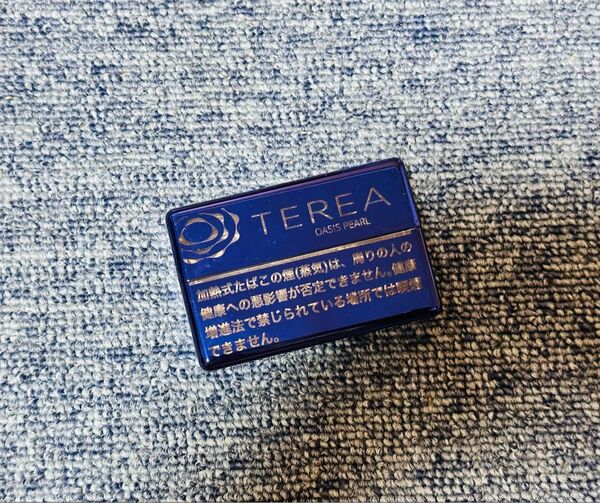 TEREA
OASIS PEARL
加熱式たばこの煙(蒸気)は、周りの人の
健康への悪影響が否定できません。健康
増進法で禁じられている場所では喫煙
できません。